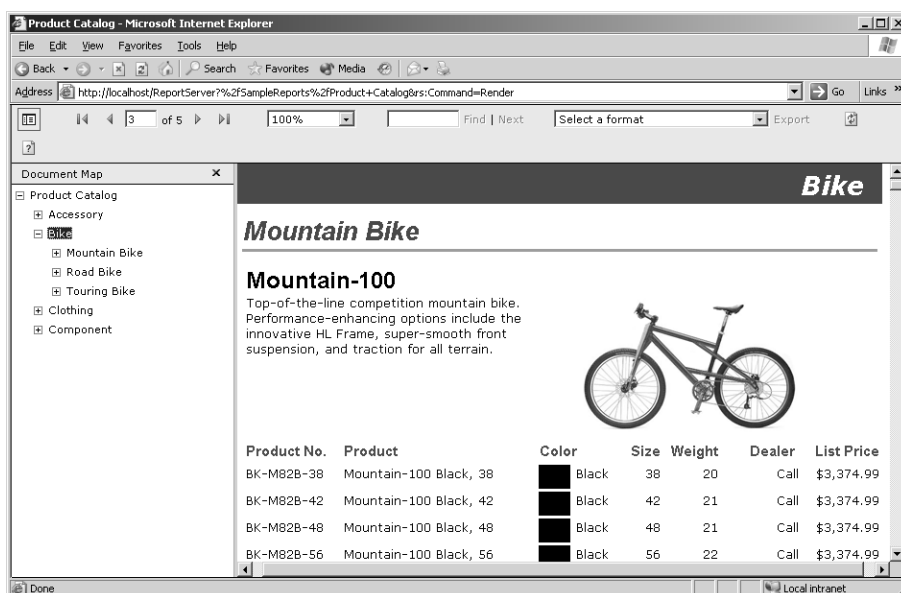 Product Catalog - Microsoft Internet Explorer
File Edit View Favorites Tools Help
Back Search Favorites Media
Address http://localhost/ReportServer?%2fSampleReports%2fProduct+Catalog&rs:Command=Render Go Links »
3 of 5 100% Find | Next Select a format Export
?
Document Map x
Product Catalog
Accessory
Bike
Mountain Bike
Road Bike
Touring Bike
Clothing
Component
Bike
Mountain Bike
Mountain-100
Top-of-the-line competition mountain bike.
Performance-enhancing options include the
innovative HL Frame, super-smooth front
suspension, and traction for all terrain.
Product No. Product Color Size Weight Dealer List Price
BK-M82B-38 Mountain-100 Black, 38 Black 38 20 Call $3,374.99
BK-M82B-42 Mountain-100 Black, 42 Black 42 21 Call $3,374.99
BK-M82B-48 Mountain-100 Black, 48 Black 48 21 Call $3,374.99
BK-M82B-56 Mountain-100 Black, 56 Black 56 22 Call $3,374.99
Done Local intranet